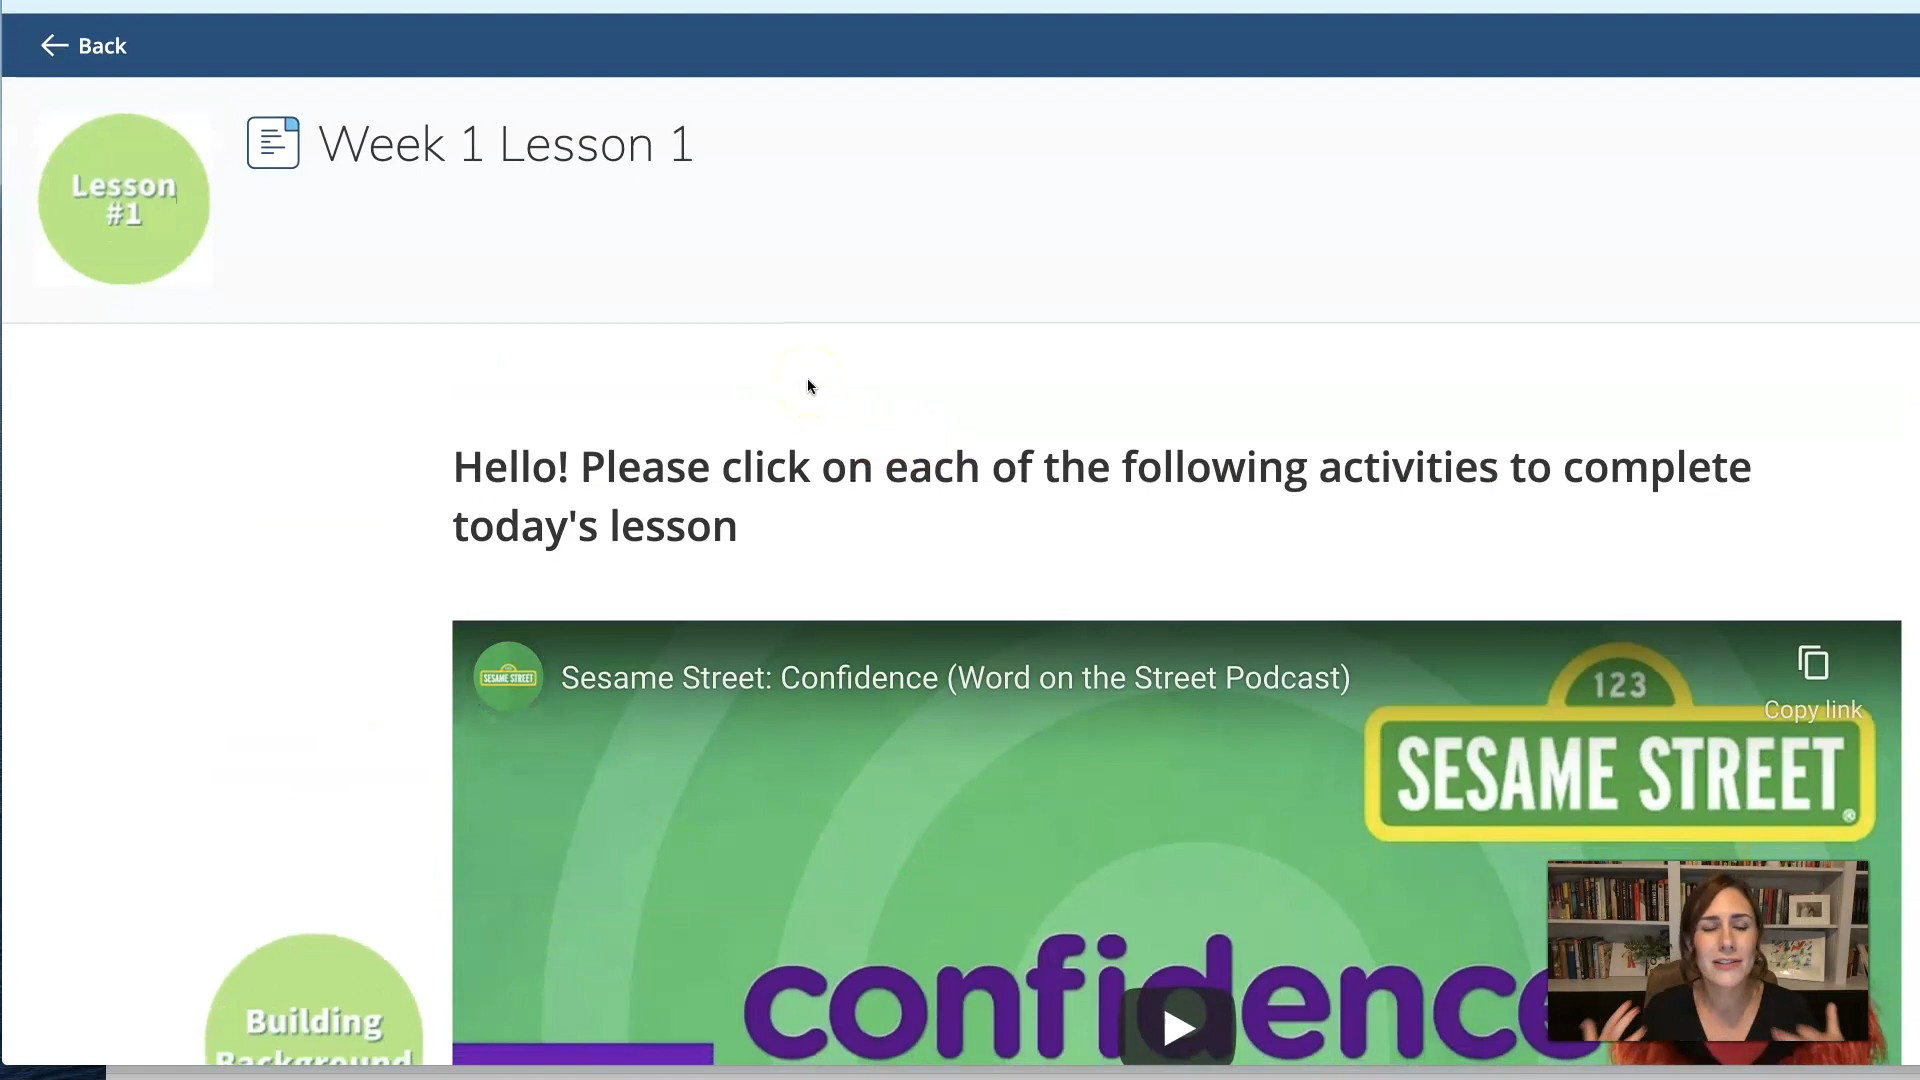 Back
Lesson
#1
Week 1 Lesson 1
Hello! Please click on each of the following activities to complete
today's lesson
SESAME STREET
Sesame Street: Confidence (Word on the Street Podcast)
Copy link
123
SESAME STREET®
confidence
Building
Background